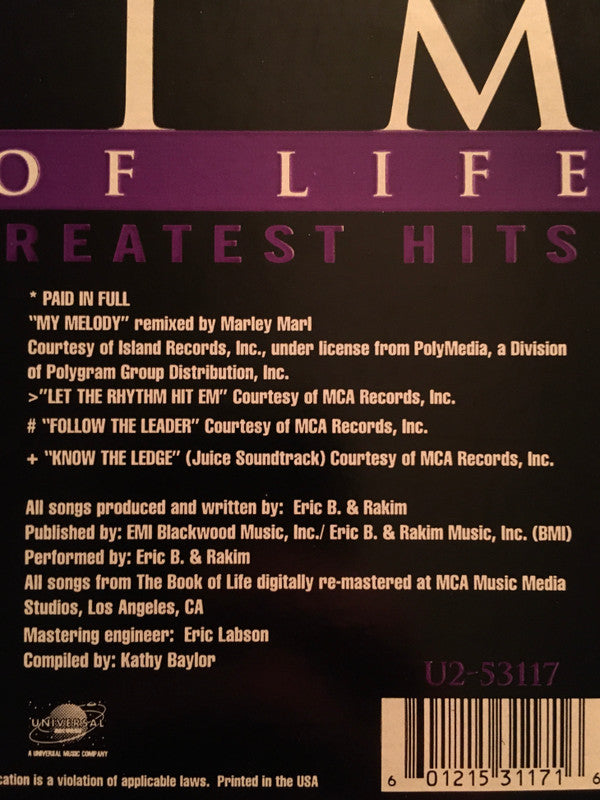 I M
OF LIFE
REATEST HITS
* PAID IN FULL
"MY MELODY" remixed by Marley Marl
Courtesy of Island Records, Inc., under license from PolyMedia, a Division
of Polygram Group Distribution, Inc.
>"LET THE RHYTHM HIT EM" Courtesy of MCA Records, Inc.
# "FOLLOW THE LEADER" Courtesy of MCA Records, Inc.
+ "KNOW THE LEDGE" (Juice Soundtrack) Courtesy of MCA Records, Inc.
All songs produced and written by: Eric B. & Rakim
Published by: EMI Blackwood Music, Inc./ Eric B. & Rakim Music, Inc. (BMI)
Performed by: Eric B. & Rakim
All songs from The Book of Life digitally re-mastered at MCA Music Media
Studios, Los Angeles, CA
Mastering engineer: Eric Labson
Compiled by: Kathy Baylor
U2-53117
UNIVERSAL
RECORDS
A UNIVERSAL MUSIC COMPANY
cation is a violation of applicable laws. Printed in the USA
6 01215 31171 6